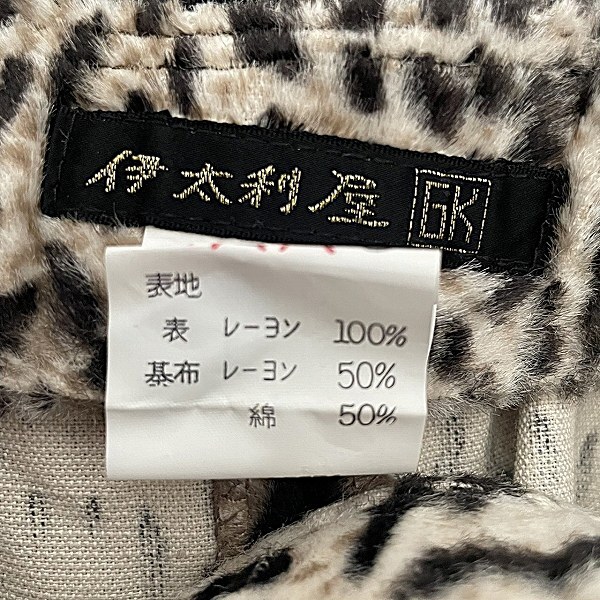 伊太利屋 GK
表地
表 レーヨン 100%
基布 レーヨン 50%
綿 50%